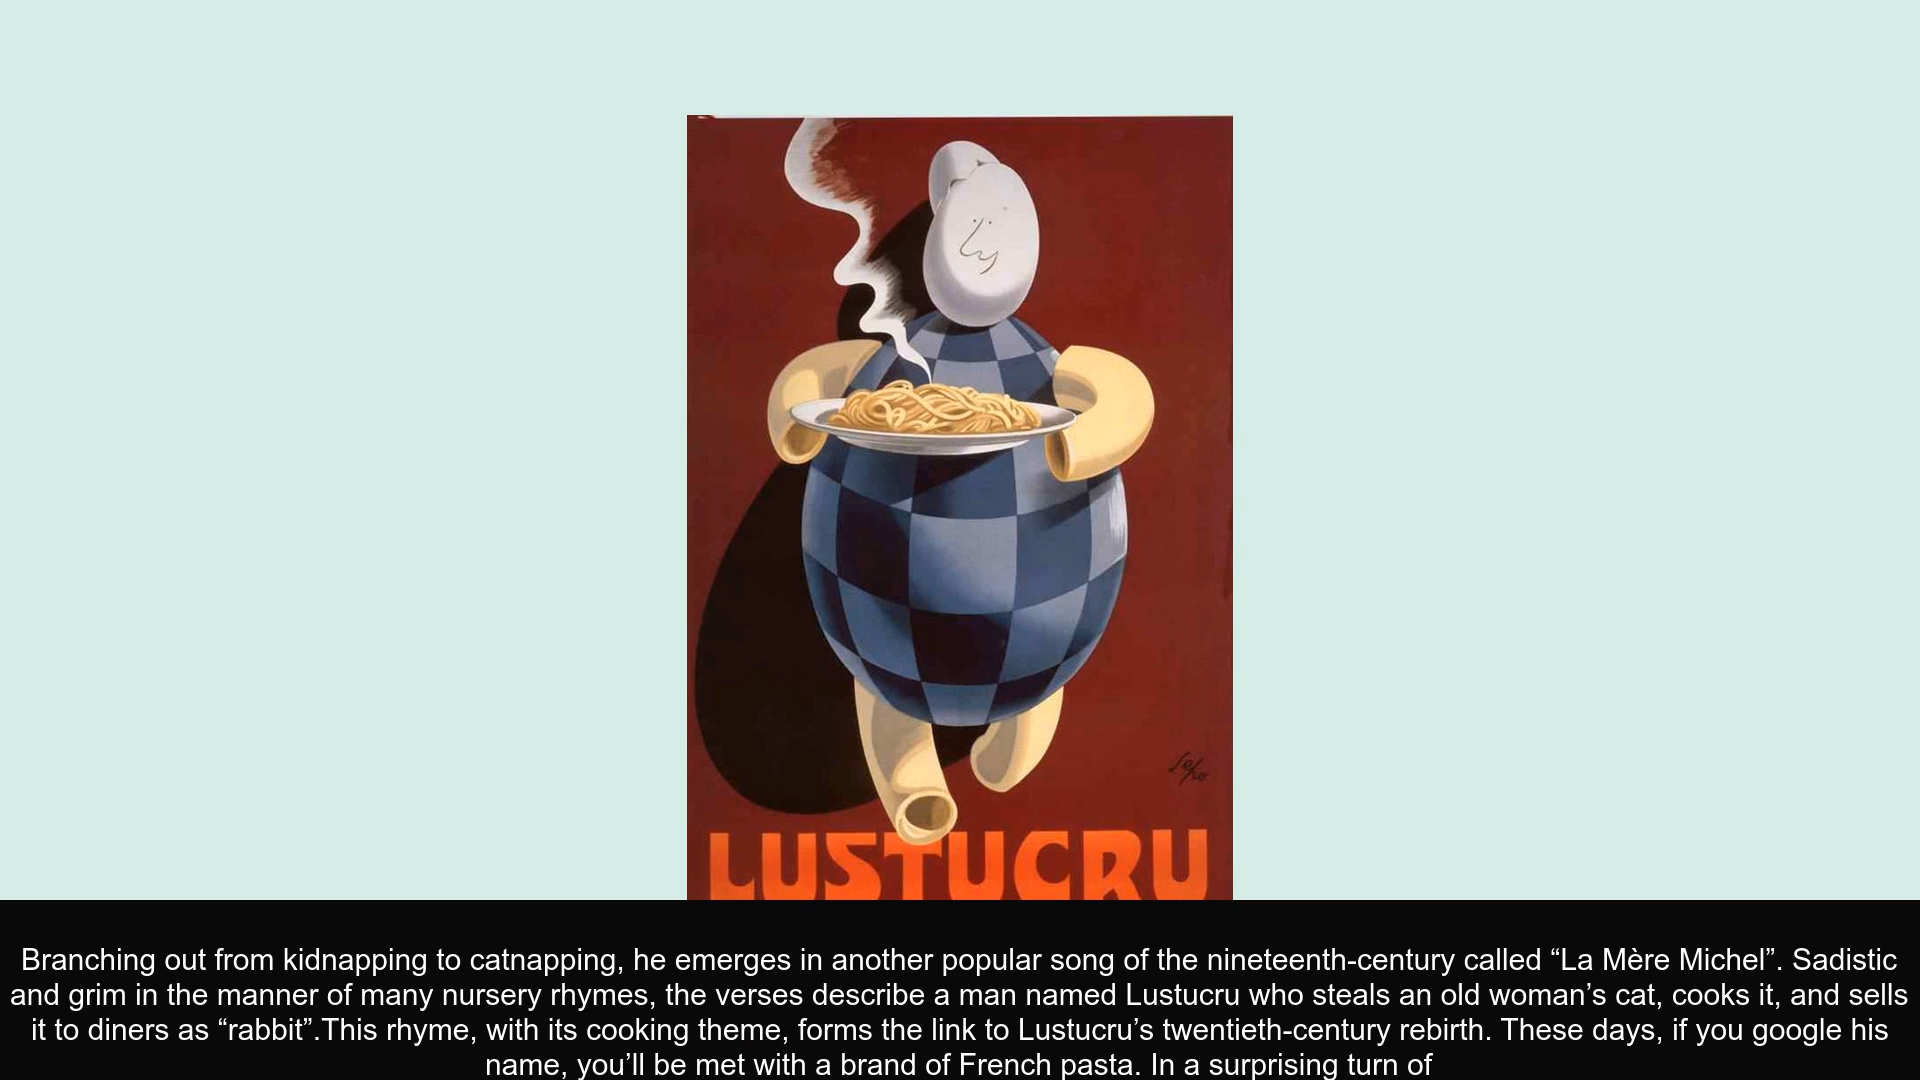 Sepo
LUSTUCRU
Branching out from kidnapping to catnapping, he emerges in another popular song of the nineteenth-century called “La Mère Michel”. Sadistic
and grim in the manner of many nursery rhymes, the verses describe a man named Lustucru who steals an old woman’s cat, cooks it, and sells
it to diners as “rabbit”.This rhyme, with its cooking theme, forms the link to Lustucru’s twentieth-century rebirth. These days, if you google his
name, you’ll be met with a brand of French pasta. In a surprising turn of